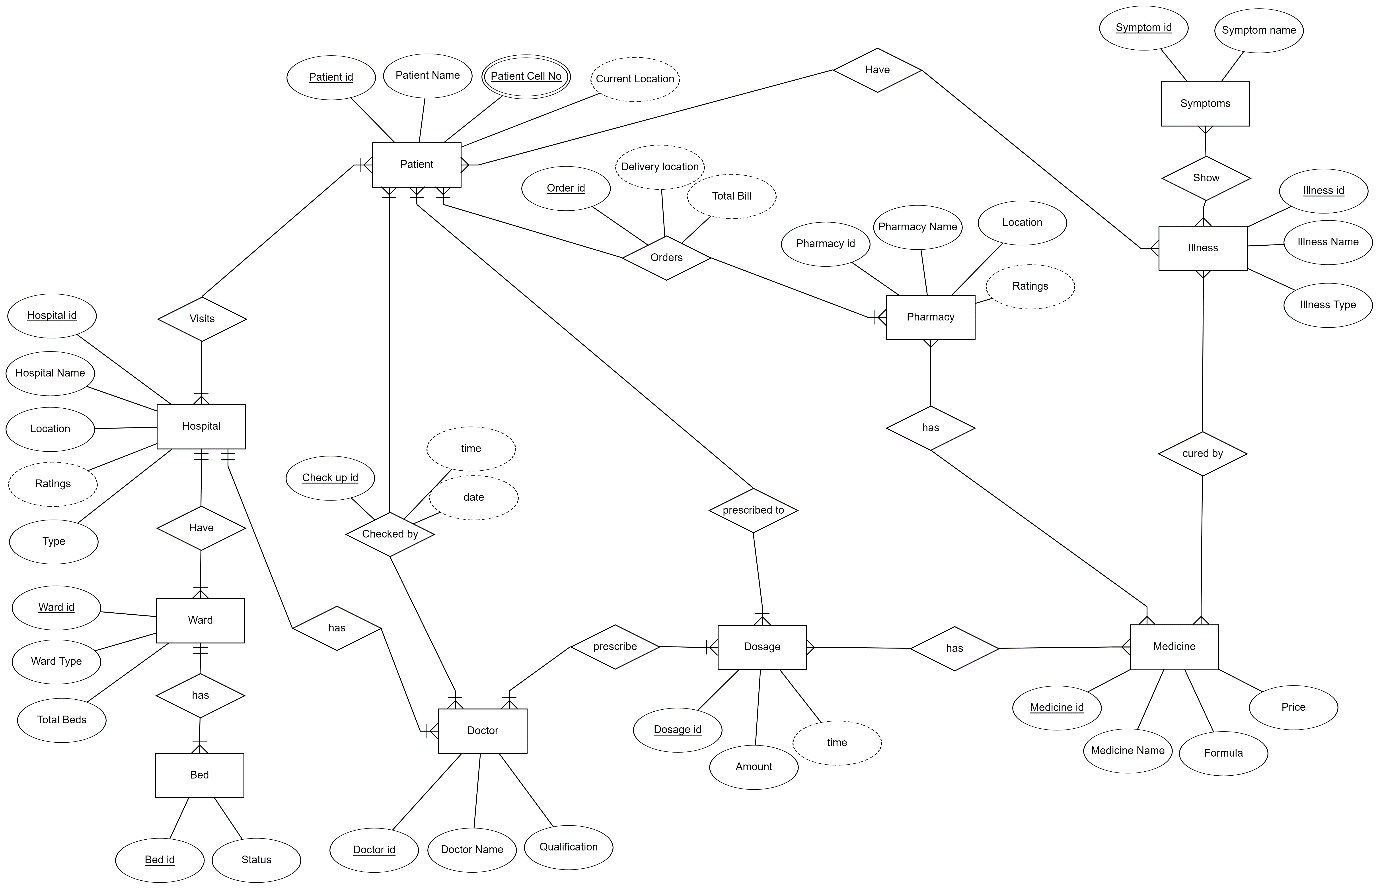 Symptom id
Symptom name
Patient id
Patient Name
Patient Cell No
Current Location
Have
Symptoms
Patient
Show
Order id
Delivery location
Total Bill
Illness id
Illness
Illness Name
Illness Type
Orders
Pharmacy id
Pharmacy Name
Location
Ratings
Pharmacy
Visits
Hospital id
Hospital Name
Location
Ratings
Type
Hospital
has
cured by
time
date
Check up id
Checked by
prescribed to
Have
Ward id
Ward Type
Total Beds
Ward
has
has
Bed
Bed id
Status
prescribe
Dosage
has
Medicine
Doctor
Dosage id
Amount
time
Medicine id
Medicine Name
Formula
Price
Doctor id
Doctor Name
Qualification